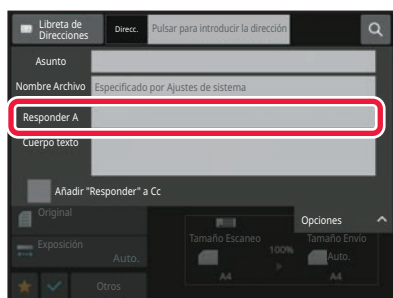 Libreta de
Direcciones
Direcc.
Pulsar para introducir la dirección
Asunto
Nombre Archivo
Especificado por Ajustes de sistema
Responder A
Cuerpo texto
Añadir "Responder" a Cc
Original
Opciones
Tamaño Escaneo
100%
Tamaño Envío
Exposición
Auto.
Auto.
A4
A4
Otros